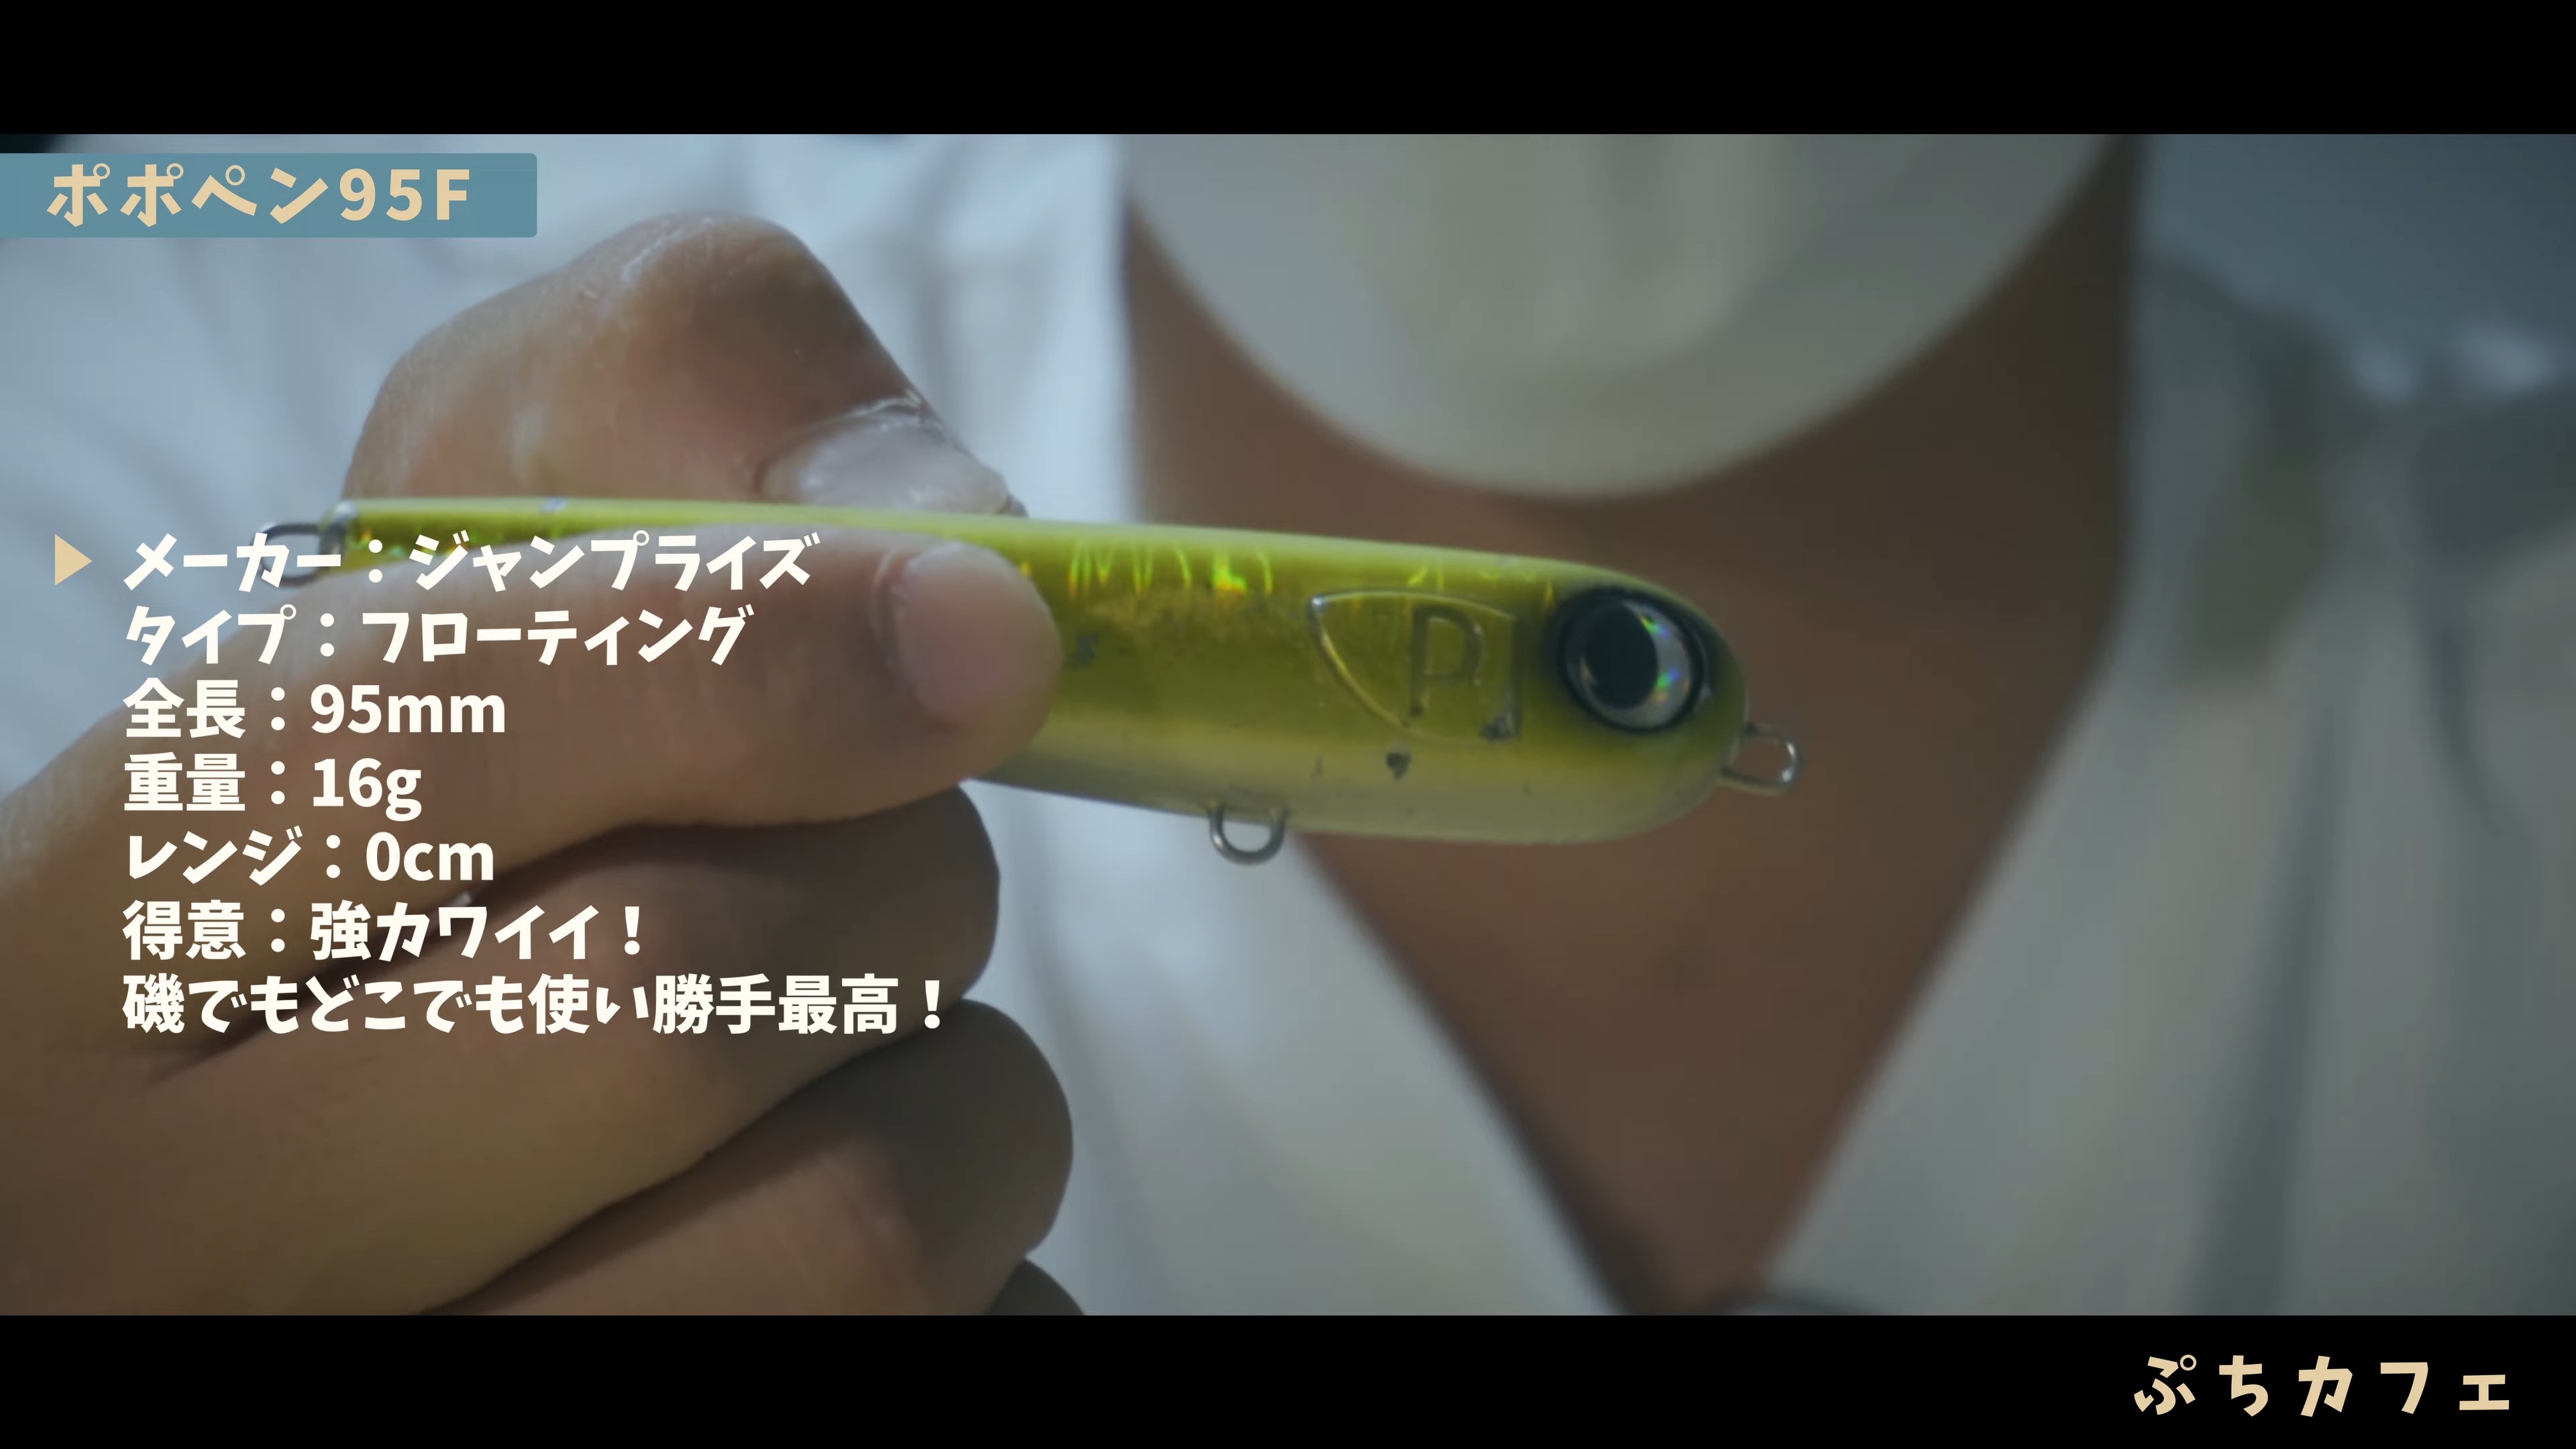 ポポペン95F
メーカー：ジャンプライズ
タイプ：フローティング
全長：95mm
重量：16g
レンジ：0cm
得意：強カワイイ！
磯でもどこでも使い勝手最高！
ぷちカフェ